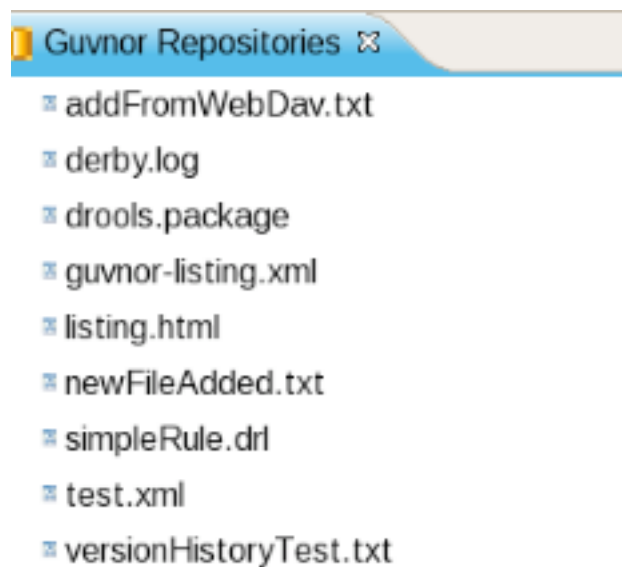 Guvnor Repositories
addFromWebDav.txt
derby.log
drools.package
guvnor-listing.xml
listing.html
newFileAdded.txt
simpleRule.drl
test.xml
versionHistoryTest.txt